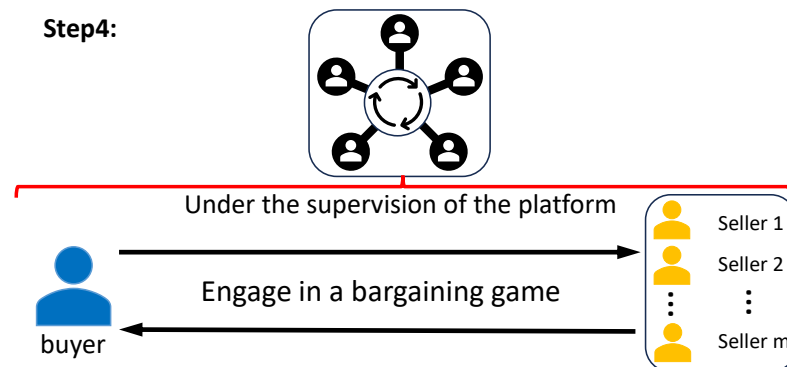 Step4:
Under the supervision of the platform
Seller 1
Seller 2
Engage in a bargaining game
buyer
Seller m